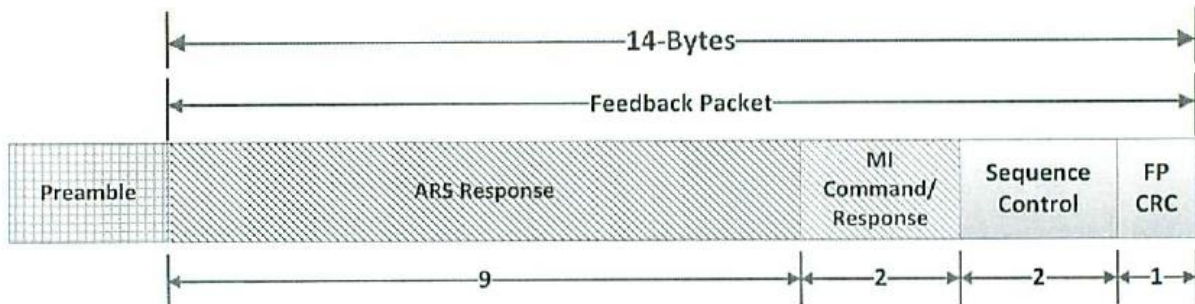 14-Bytes
Feedback Packet
Preamble
ARS Response
MI
Command/
Response
Sequence
Control
FP
CRC
9
2
2
1